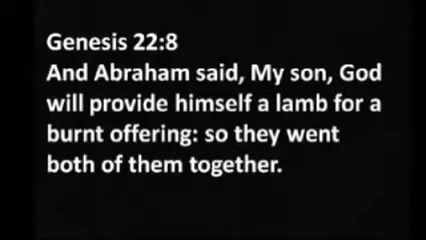 Genesis 22:8
And Abraham said, My son, God
will provide himself a lamb for a
burnt offering: so they went
both of them together.